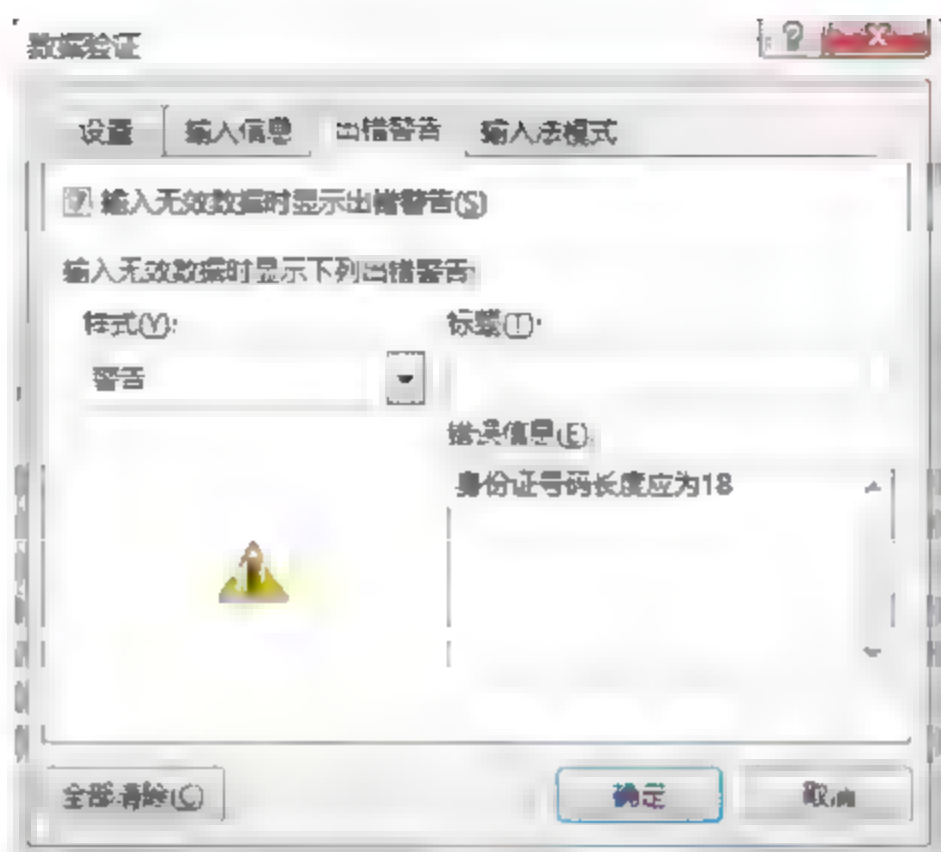 数据验证
设置 输入信息 出错警告 输入法模式
输入无效数据时显示出错警告(S)
输入无效数据时显示下列出错警告:
样式(Y): 标题(T):
警告
错误信息(E):
身份证号码长度应为18
全部清除(C) 确定 取消